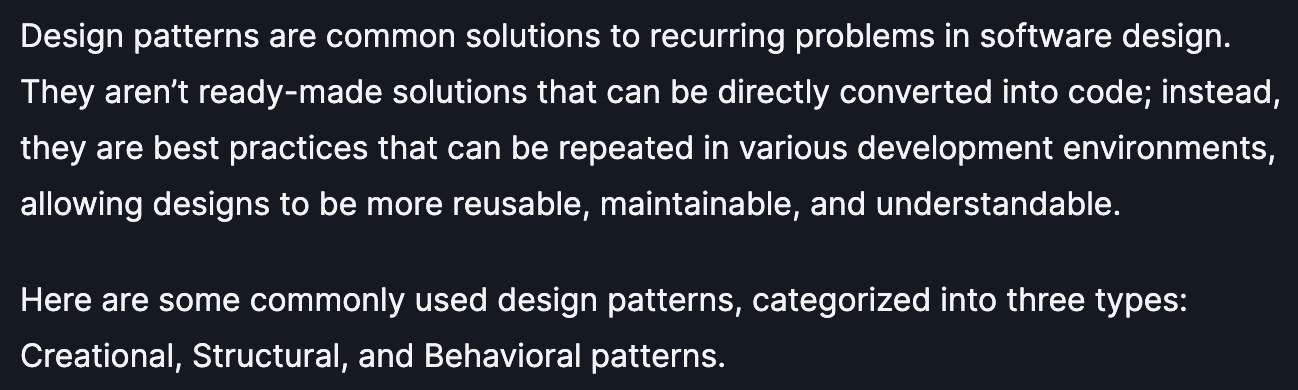 Design patterns are common solutions to recurring problems in software design.
They aren’t ready-made solutions that can be directly converted into code; instead,
they are best practices that can be repeated in various development environments,
allowing designs to be more reusable, maintainable, and understandable.
Here are some commonly used design patterns, categorized into three types:
Creational, Structural, and Behavioral patterns.